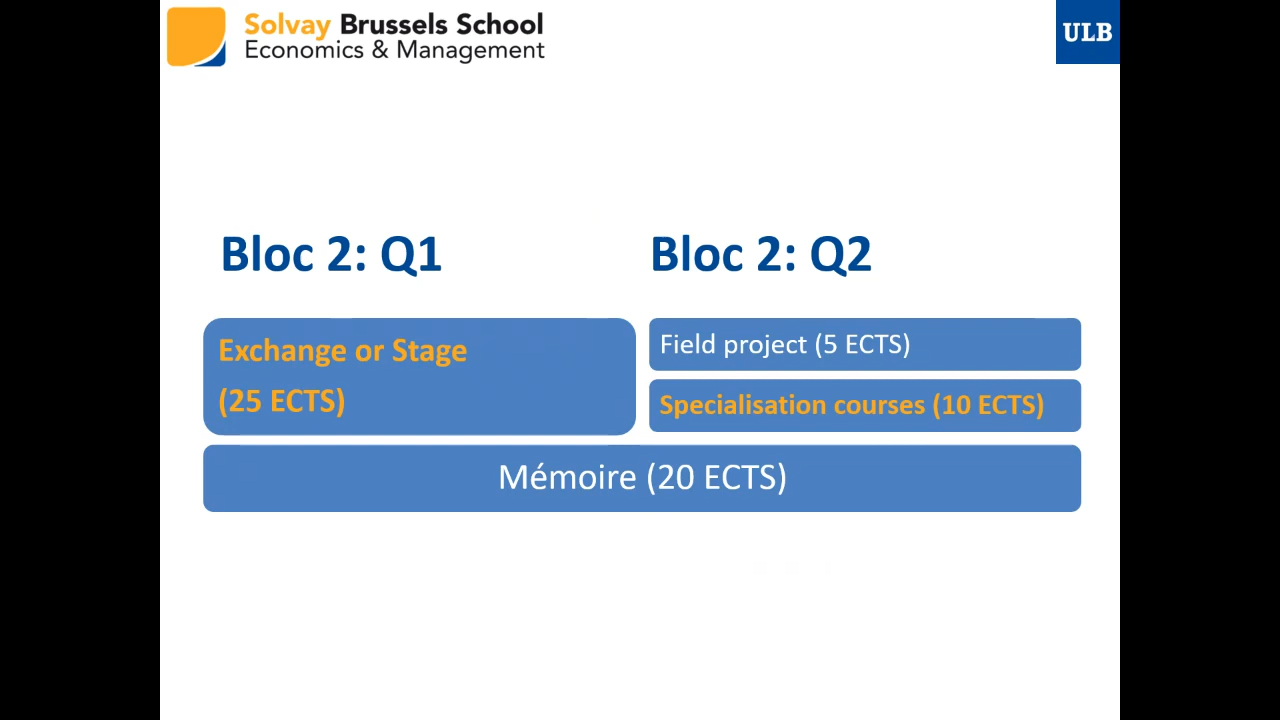 Solvay Brussels School
Economics & Management
ULB
Bloc 2: Q1
Bloc 2: Q2
Exchange or Stage
(25 ECTS)
Field project (5 ECTS)
Specialisation courses (10 ECTS)
Mémoire (20 ECTS)